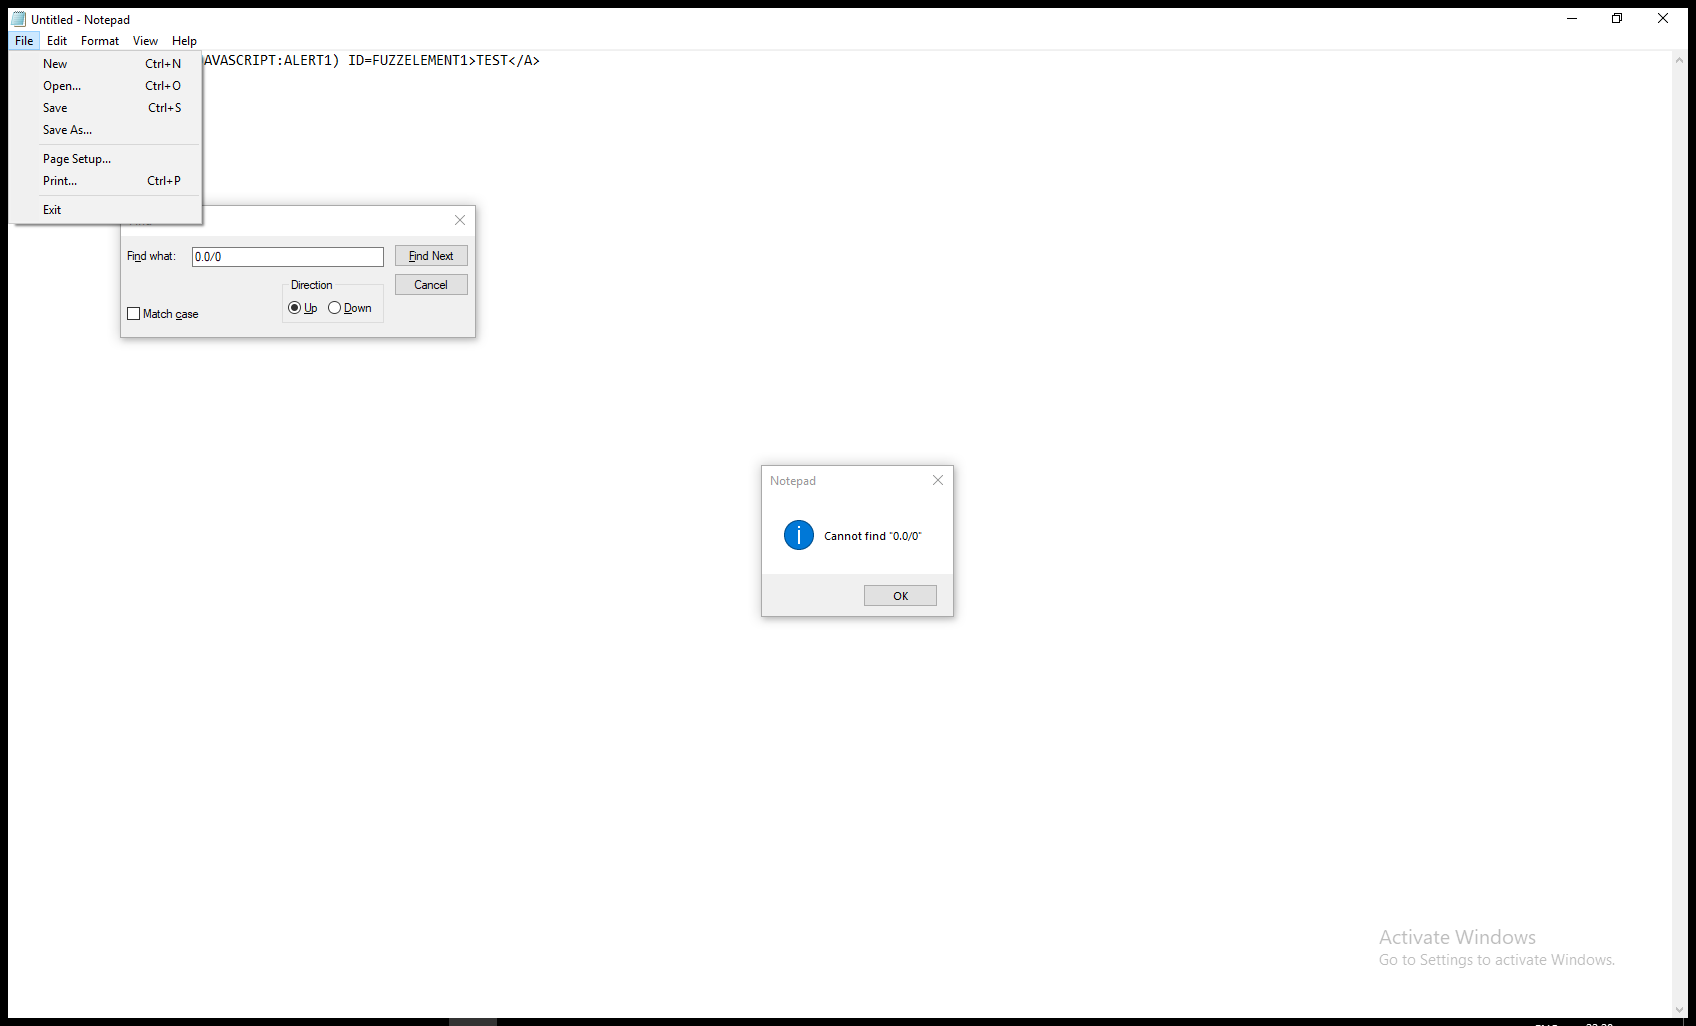 Untitled - Notepad
File Edit Format View Help
AVASCRIPT:ALERT1) ID=FUZZELEMENT1>TEST</A>
New Ctrl+N
Open... Ctrl+O
Save Ctrl+S
Save As...
Page Setup...
Print... Ctrl+P
Exit
Find what: 0.0/0 Find Next
Direction Cancel
Up Down
Match case
Notepad
Cannot find "0.0/0"
OK
Activate Windows
Go to Settings to activate Windows.